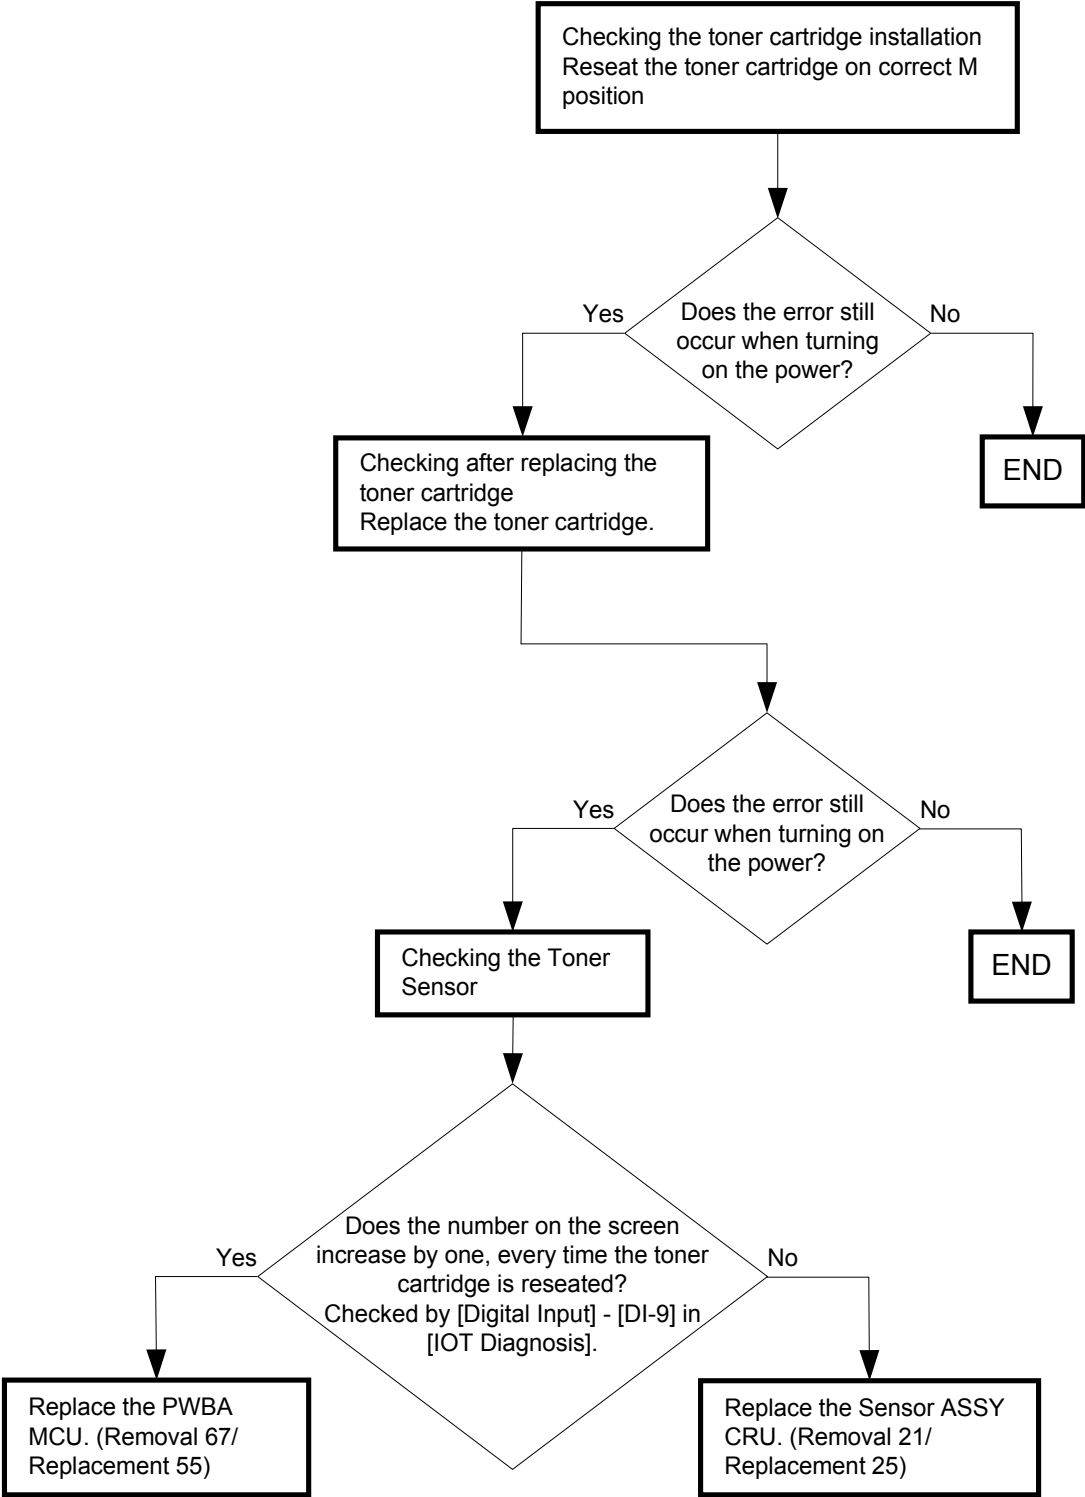 Checking the toner cartridge installation
Reseat the toner cartridge on correct M
position
Does the error still
occur when turning
on the power?
Yes
No
Checking after replacing the
toner cartridge
Replace the toner cartridge.
END
Does the error still
occur when turning on
the power?
Yes
No
Checking the Toner
Sensor
END
Does the number on the screen
increase by one, every time the toner
cartridge is reseated?
Checked by [Digital Input] - [DI-9] in
[IOT Diagnosis].
Yes
No
Replace the PWBA
MCU. (Removal 67/
Replacement 55)
Replace the Sensor ASSY
CRU. (Removal 21/
Replacement 25)